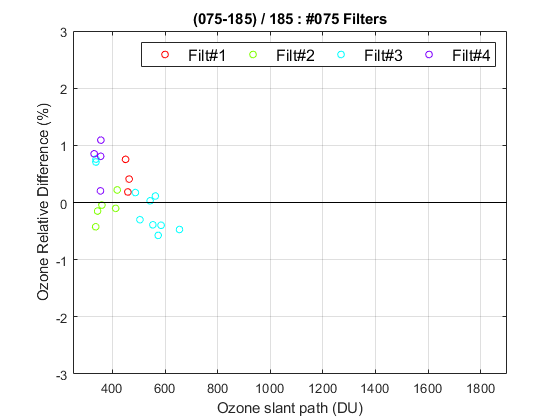 (075-185) / 185 : #075 Filters
Filt#1 Filt#2 Filt#3 Filt#4
Ozone Relative Difference (%)
3
2
1
0
-1
-2
-3
400 600 800 1000 1200 1400 1600 1800
Ozone slant path (DU)